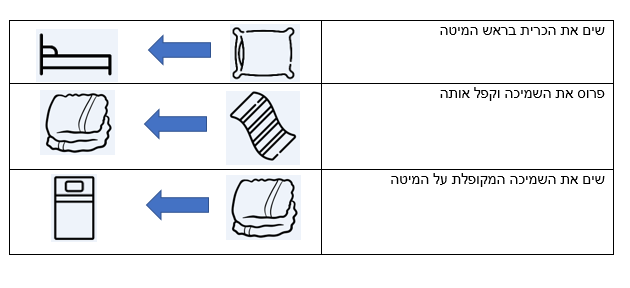 שים את הכרית בראש המיטה
פרוס את השמיכה וקפל אותה
שים את השמיכה המקופלת על המיטה